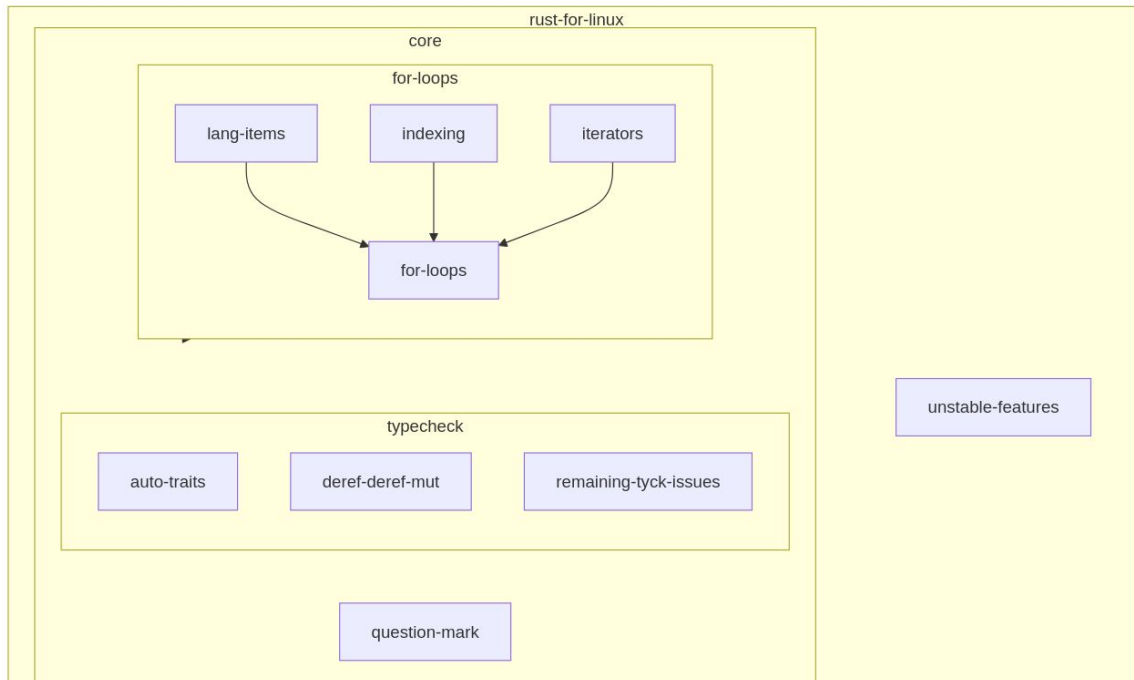 rust-for-linux
core
for-loops
lang-items
indexing
iterators
for-loops
unstable-features
typecheck
auto-traits
deref-deref-mut
remaining-tyck-issues
question-mark